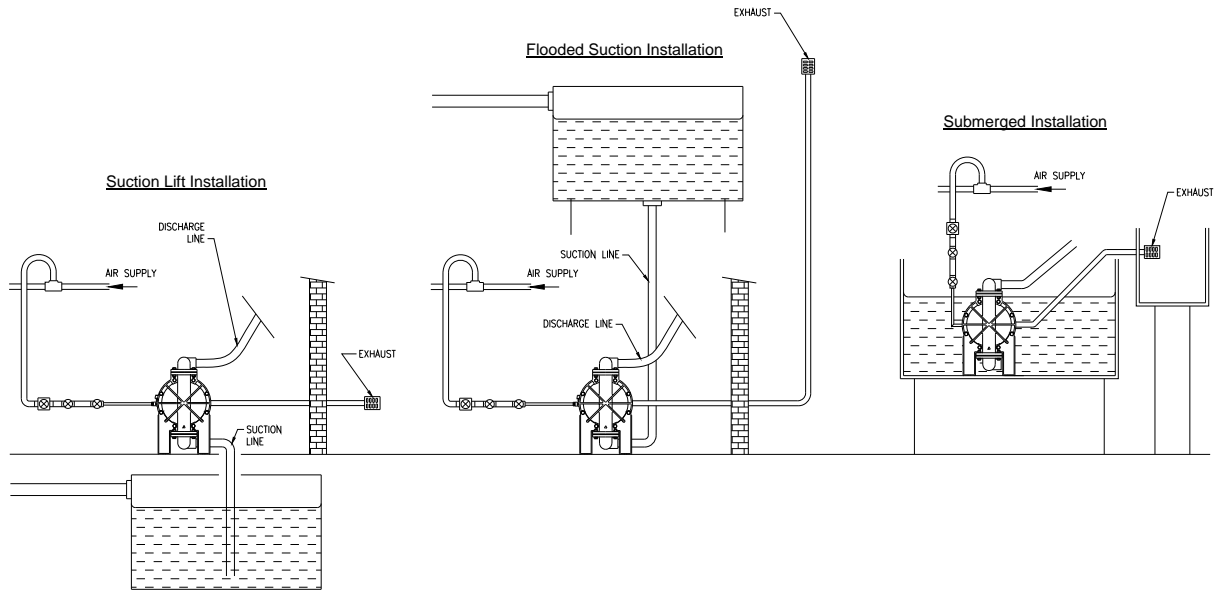 Suction Lift Installation
DISCHARGE
LINE
AIR SUPPLY
EXHAUST
SUCTION
LINE
Flooded Suction Installation
EXHAUST
AIR SUPPLY
SUCTION LINE
DISCHARGE LINE
Submerged Installation
AIR SUPPLY
EXHAUST